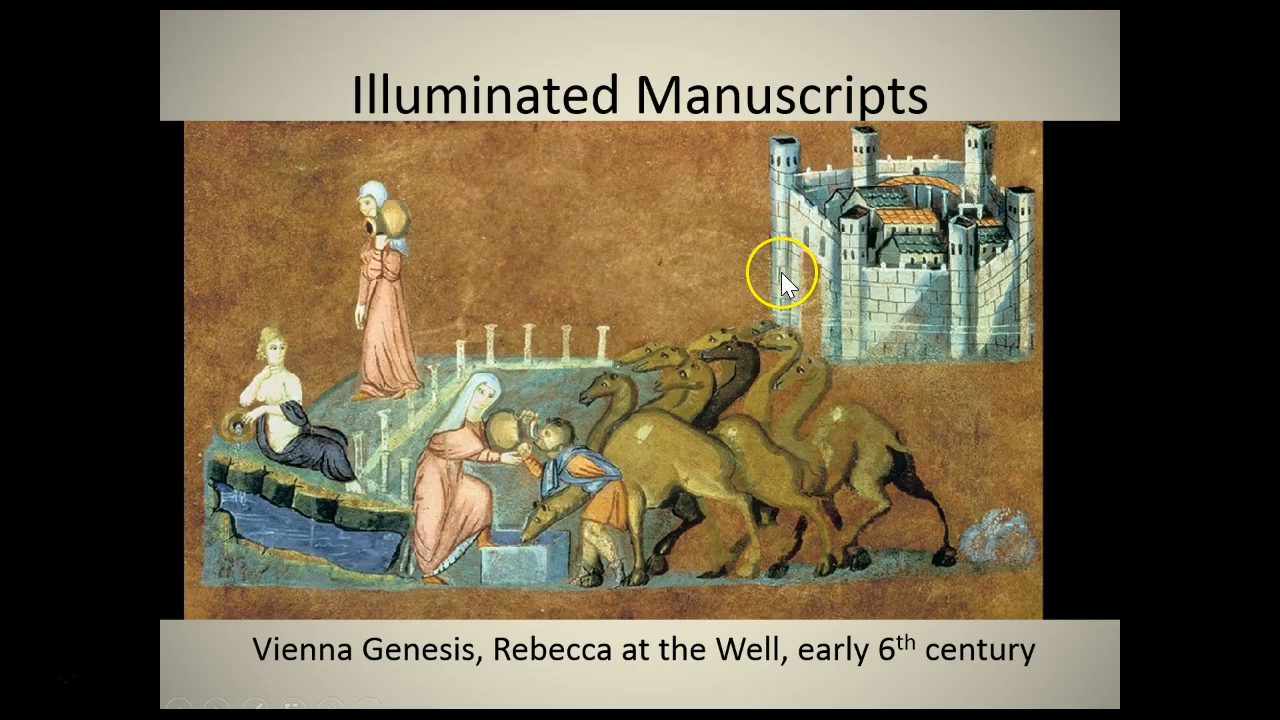 Illuminated Manuscripts
Vienna Genesis, Rebecca at the Well, early 6th century